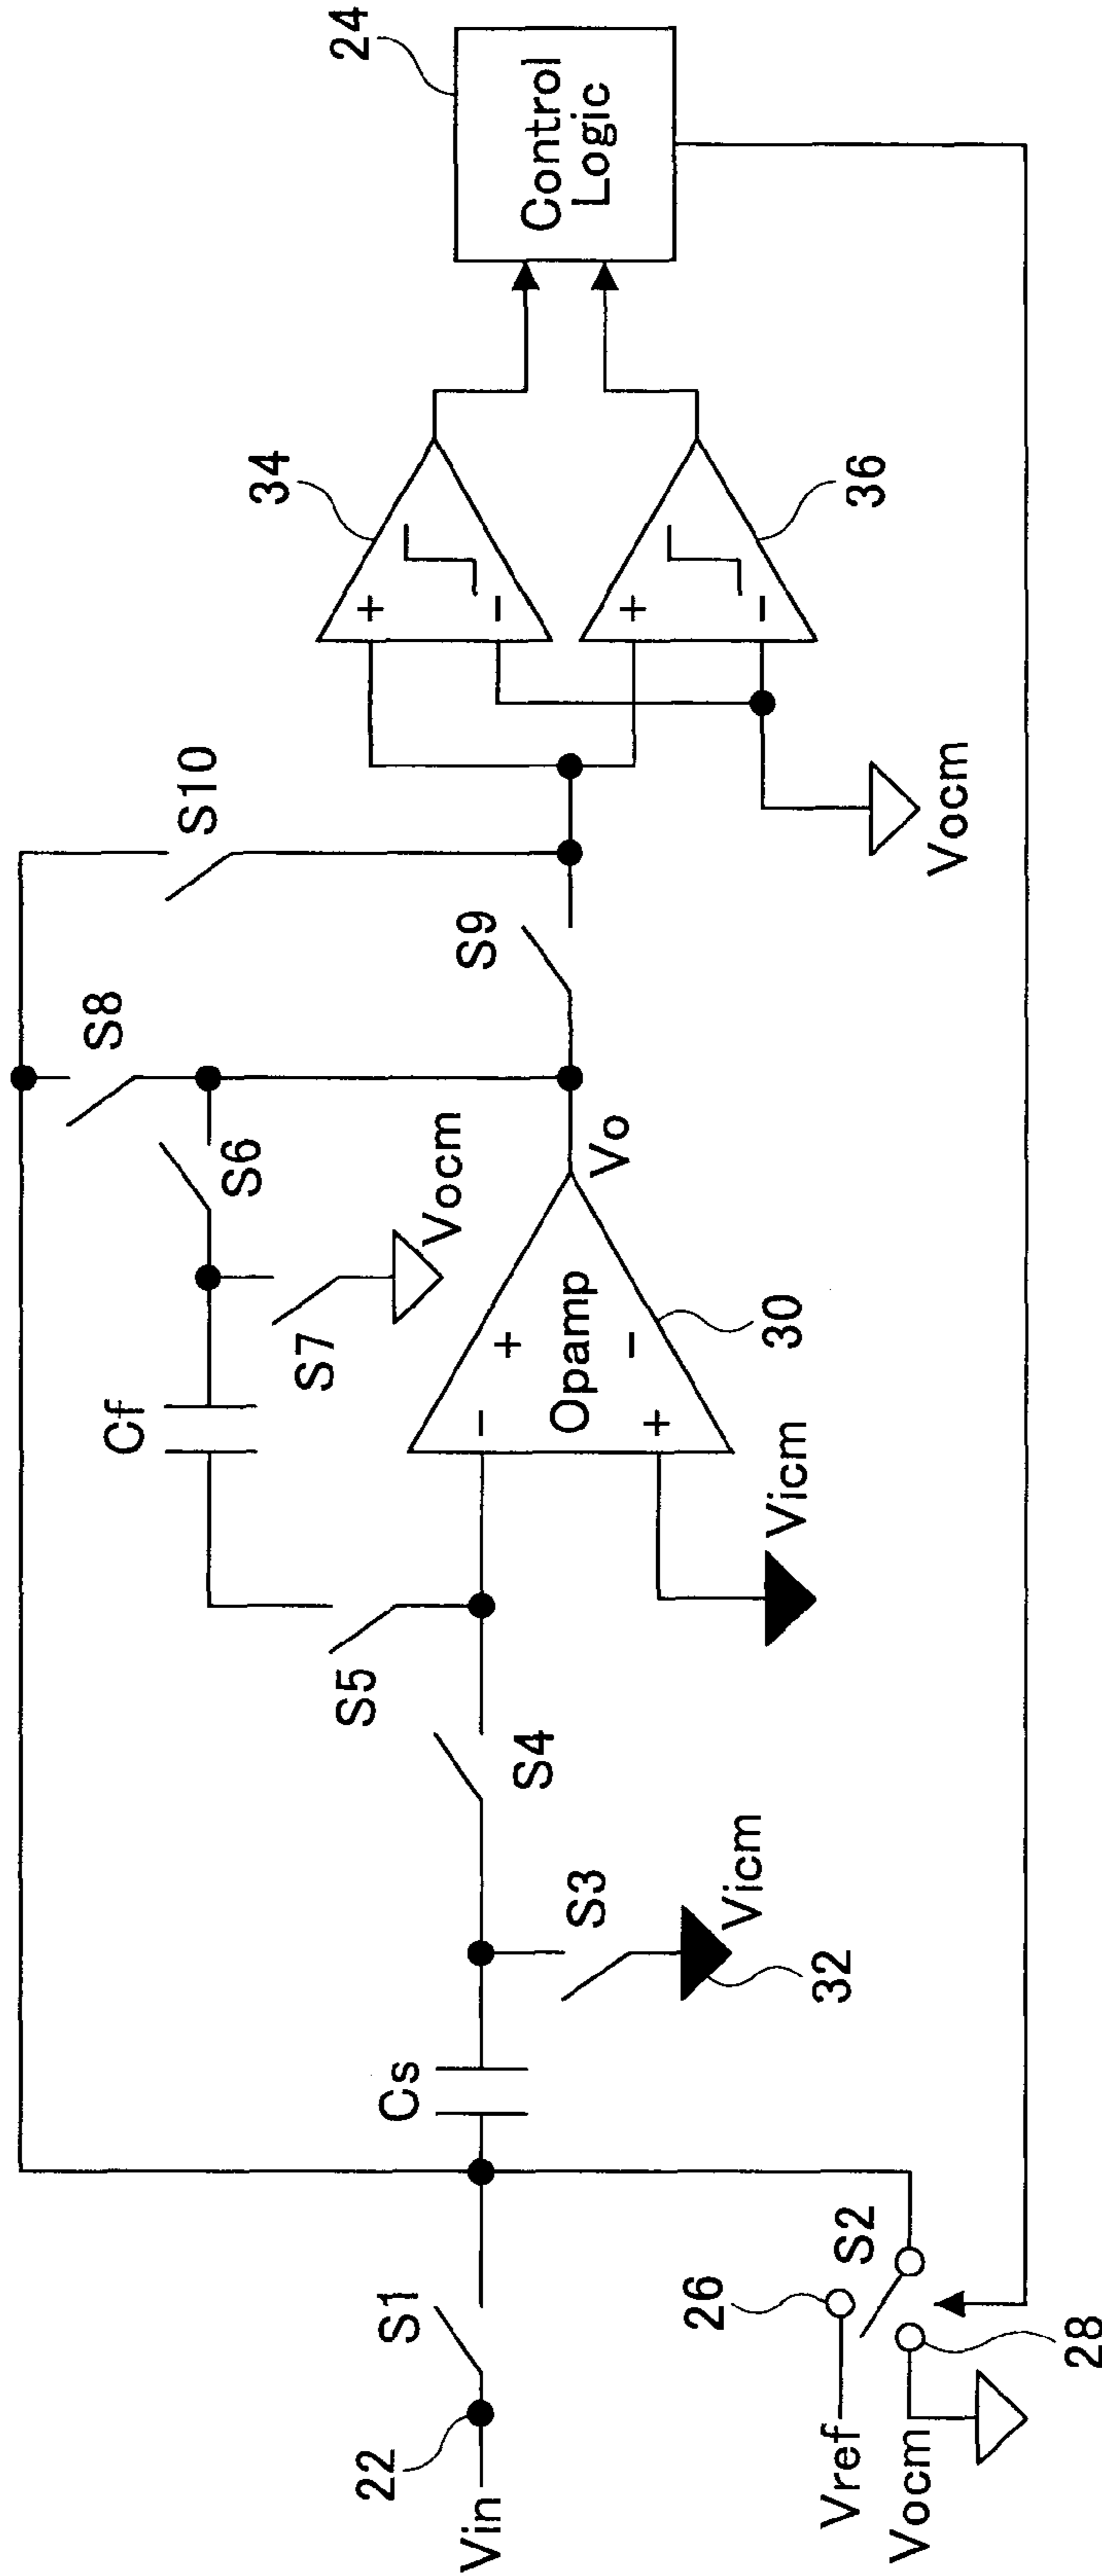 24
Control
Logic
34
36
S10
S8
S9
S6
Vocm
Vo
Vocm
S7
Cf
+
-
+
-
-
+
+
-
Opamp
30
Vicm
S5
S4
S3
Vicm
32
Cs
S1
22
Vin
26
S2
28
Vref
Vocm